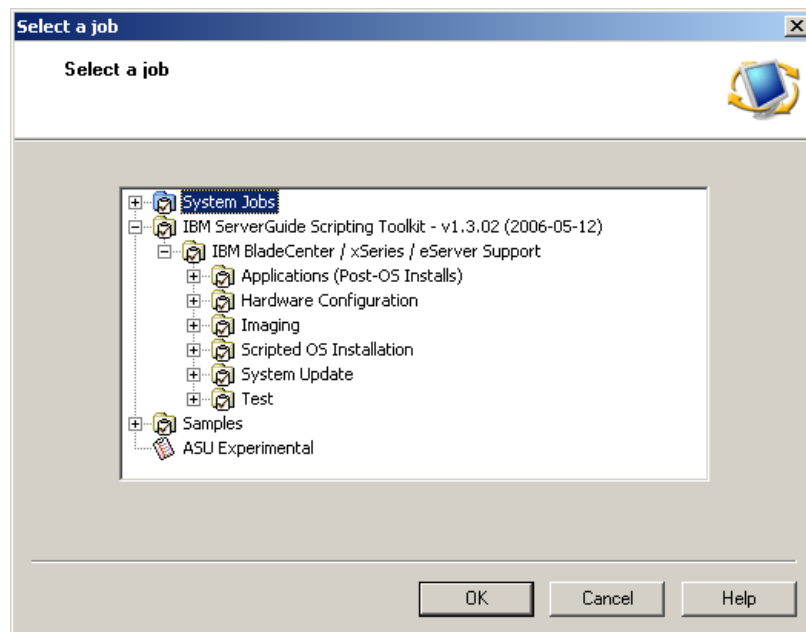 Select a job
Select a job
System Jobs
IBM ServerGuide Scripting Toolkit - v1.3.02 (2006-05-12)
IBM BladeCenter / xSeries / eServer Support
Applications (Post-OS Installs)
Hardware Configuration
Imaging
Scripted OS Installation
System Update
Test
Samples
ASU Experimental
OK Cancel Help